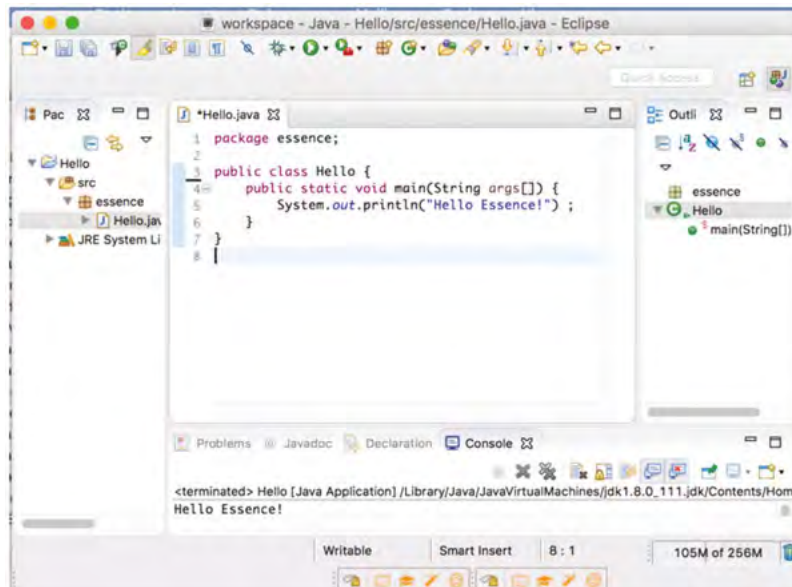 workspace - Java - Hello/src/essence/Hello.java - Eclipse
Quick Access
Pac
Hello
src
essence
Hello.jav
JRE System Li
*Hello.java
1 package essence;
2
3 public class Hello {
4 public static void main(String args[]) {
5 System.out.println("Hello Essence!") ;
6 }
7 }
8
Outli
essence
Hello
main(String[])
Problems Javadoc Declaration Console
<terminated> Hello [Java Application] /Library/Java/JavaVirtualMachines/jdk1.8.0_111.jdk/Contents/Hom
Hello Essence!
Writable Smart Insert 8 : 1 105M of 256M